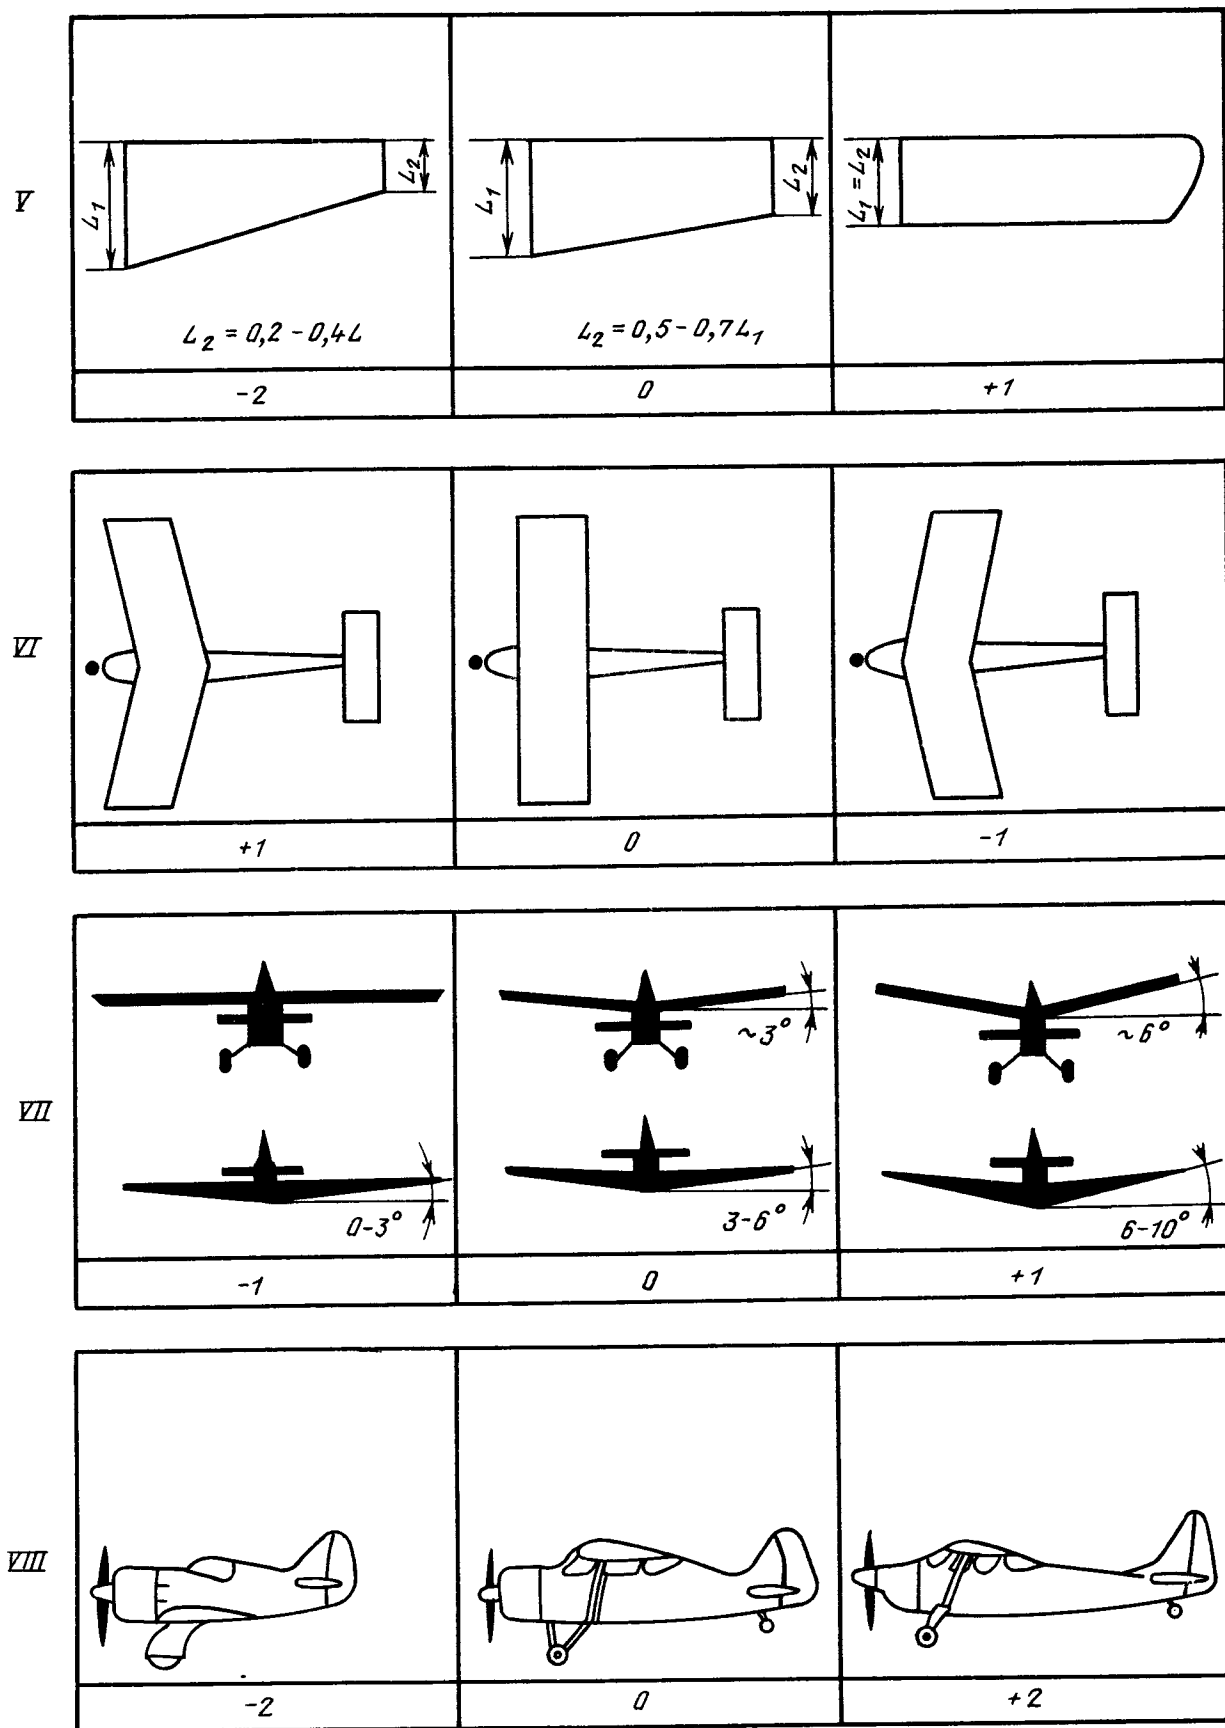 V
L₁
L₂
L₂ = 0,2 - 0,4L
-2
L₁
L₂
L₂ = 0,5 - 0,7L₁
0
L₁ = L₂
+1
VI
+1
0
-1
VII
0-3°
-1
~3°
3-6°
0
~6°
6-10°
+1
VIII
-2
0
+2